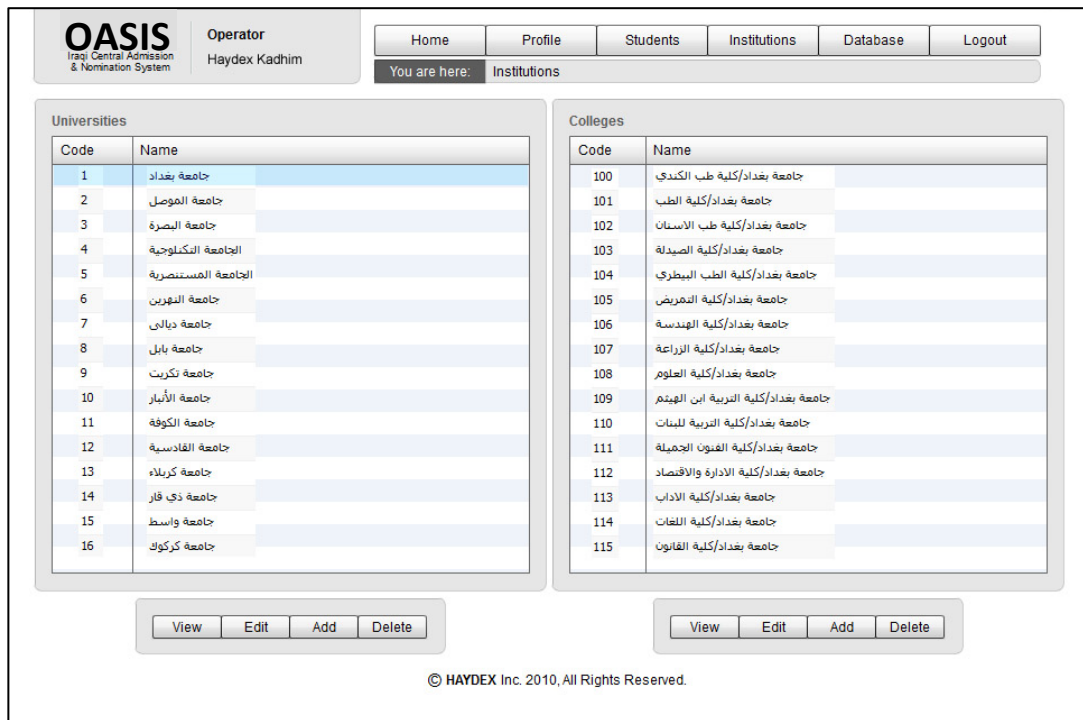 OASIS
Iraqi Central Admission
& Nomination System
Operator
Haydex Kadhim
Home Profile Students Institutions Database Logout
You are here: Institutions
Universities
Code Name
1 جامعة بغداد
2 جامعة الموصل
3 جامعة البصرة
4 الجامعة التكنلوجية
5 الجامعة المستنصرية
6 جامعة النهرين
7 جامعة ديالى
8 جامعة بابل
9 جامعة تكريت
10 جامعة الأنبار
11 جامعة الكوفة
12 جامعة القادسية
13 جامعة كربلاء
14 جامعة ذي قار
15 جامعة واسط
16 جامعة كركوك
View Edit Add Delete
Colleges
Code Name
100 جامعة بغداد/كلية طب الكندي
101 جامعة بغداد/كلية الطب
102 جامعة بغداد/كلية طب الاسنان
103 جامعة بغداد/كلية الصيدلة
104 جامعة بغداد/كلية الطب البيطري
105 جامعة بغداد/كلية التمريض
106 جامعة بغداد/كلية الهندسة
107 جامعة بغداد/كلية الزراعة
108 جامعة بغداد/كلية العلوم
109 جامعة بغداد/كلية التربية ابن الهيثم
110 جامعة بغداد/كلية التربية للبنات
111 جامعة بغداد/كلية الفنون الجميلة
112 جامعة بغداد/كلية الادارة والاقتصاد
113 جامعة بغداد/كلية الاداب
114 جامعة بغداد/كلية اللغات
115 جامعة بغداد/كلية القانون
View Edit Add Delete
© HAYDEX Inc. 2010, All Rights Reserved.